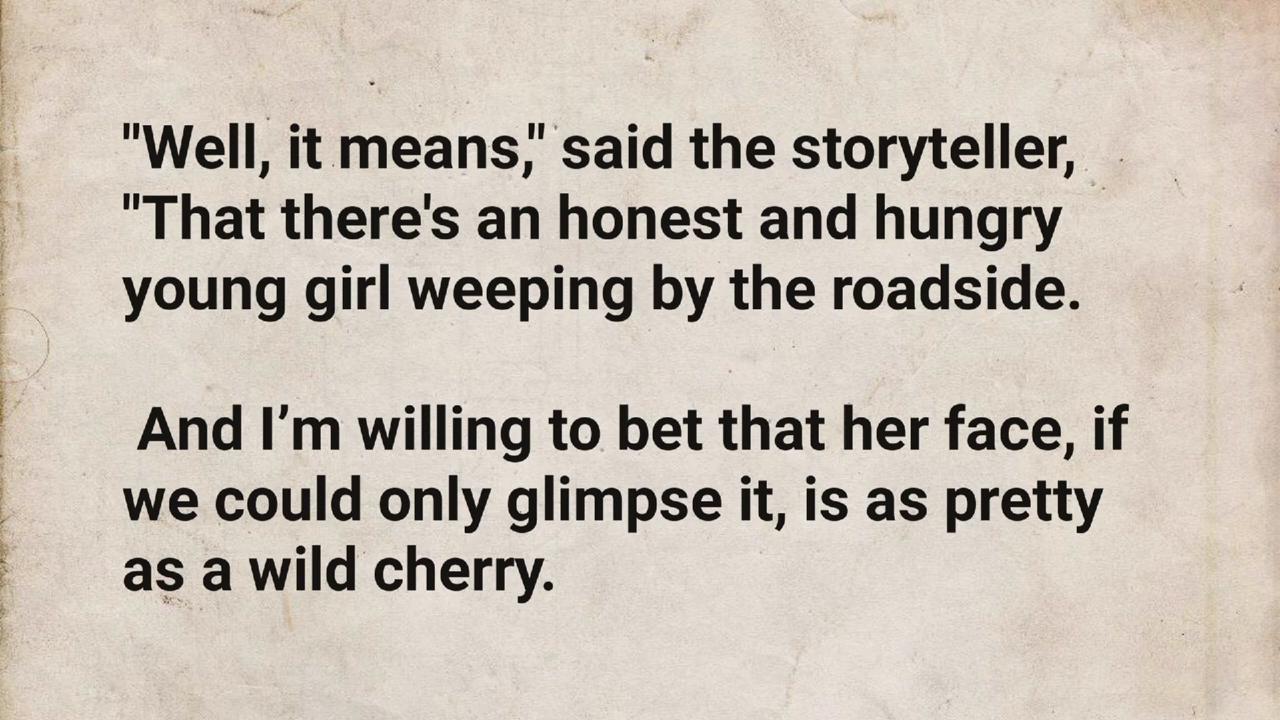 "Well, it means," said the storyteller,
"That there's an honest and hungry
young girl weeping by the roadside.
And I’m willing to bet that her face, if
we could only glimpse it, is as pretty
as a wild cherry.